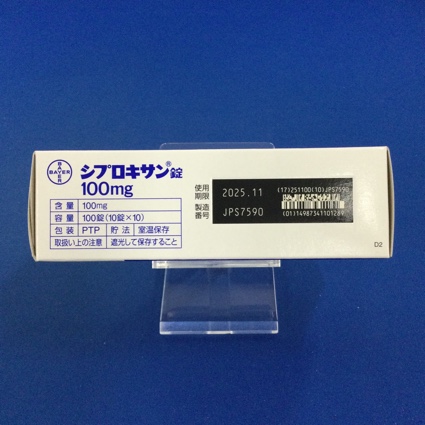 BAYER
BAYER
シプロキサン®錠
100mg
含量 100mg
容量 100錠(10錠×10)
包装 PTP 貯法 室温保存
取扱い上の注意 遮光して保存すること
使用期限 2025.11
製造番号 JPS7590
(17)251100(10)JPS7590
(01)14987341101289
D2